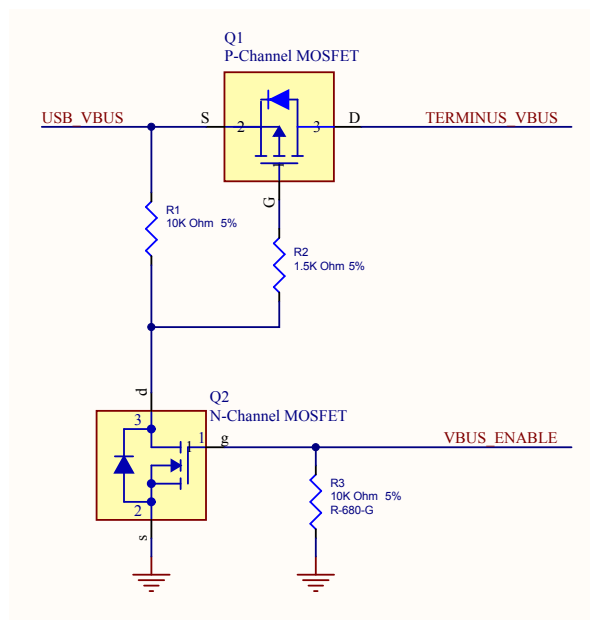 Q1
P-Channel MOSFET
USB_VBUS
S
2
3
D
TERMINUS_VBUS
1
G
R1
10K Ohm 5%
R2
1.5K Ohm 5%
d
Q2
N-Channel MOSFET
3
1
g
VBUS_ENABLE
2
s
R3
10K Ohm 5%
R-680-G